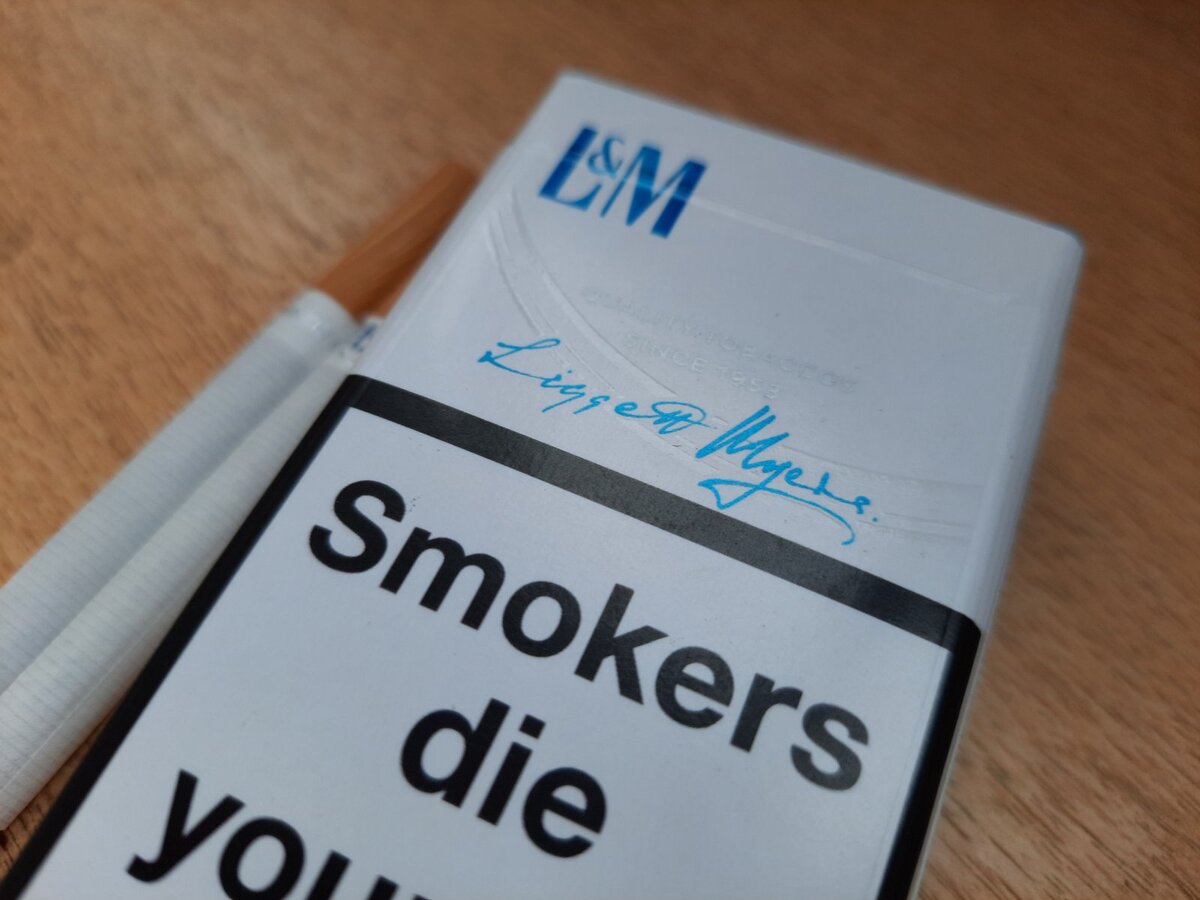 L&M
QUALITY TOBACCOS
SINCE 1953
Liggett Myers.
Smokers
die